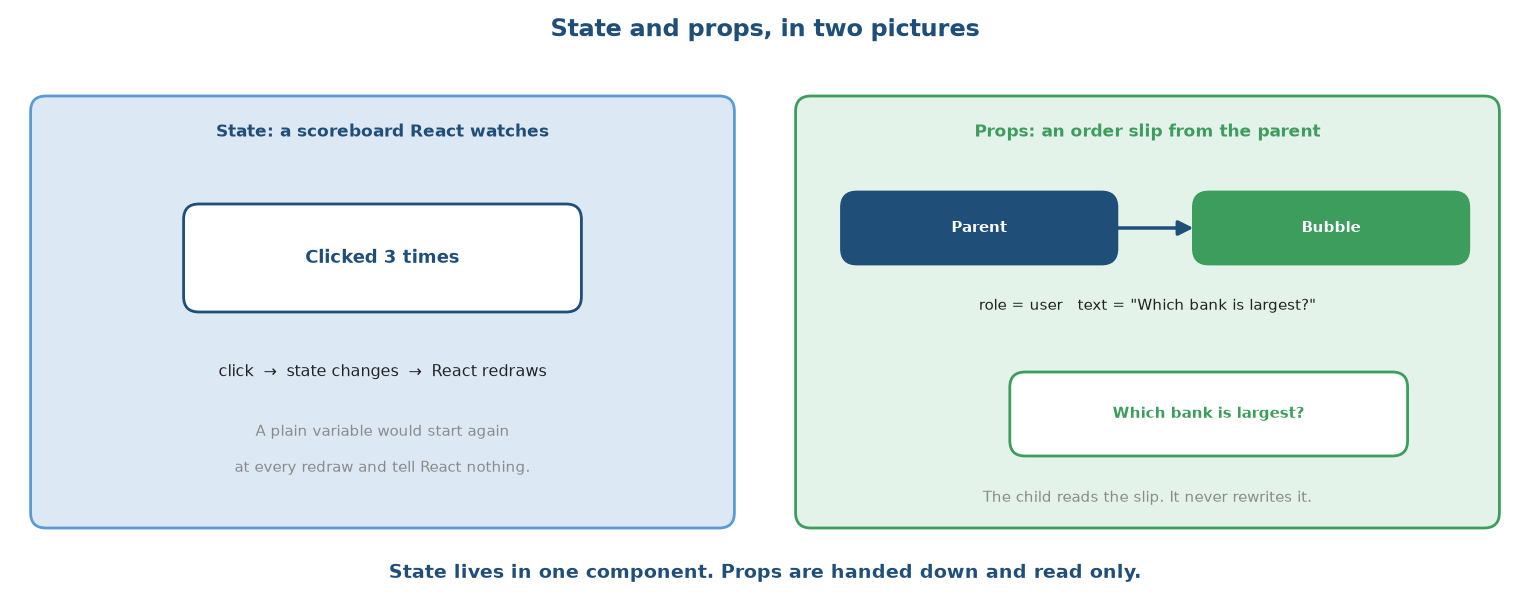 State and props, in two pictures
State: a scoreboard React watches
Clicked 3 times
click → state changes → React redraws
A plain variable would start again
at every redraw and tell React nothing.
Props: an order slip from the parent
Parent
Bubble
role = user   text = "Which bank is largest?"
Which bank is largest?
The child reads the slip. It never rewrites it.
State lives in one component. Props are handed down and read only.